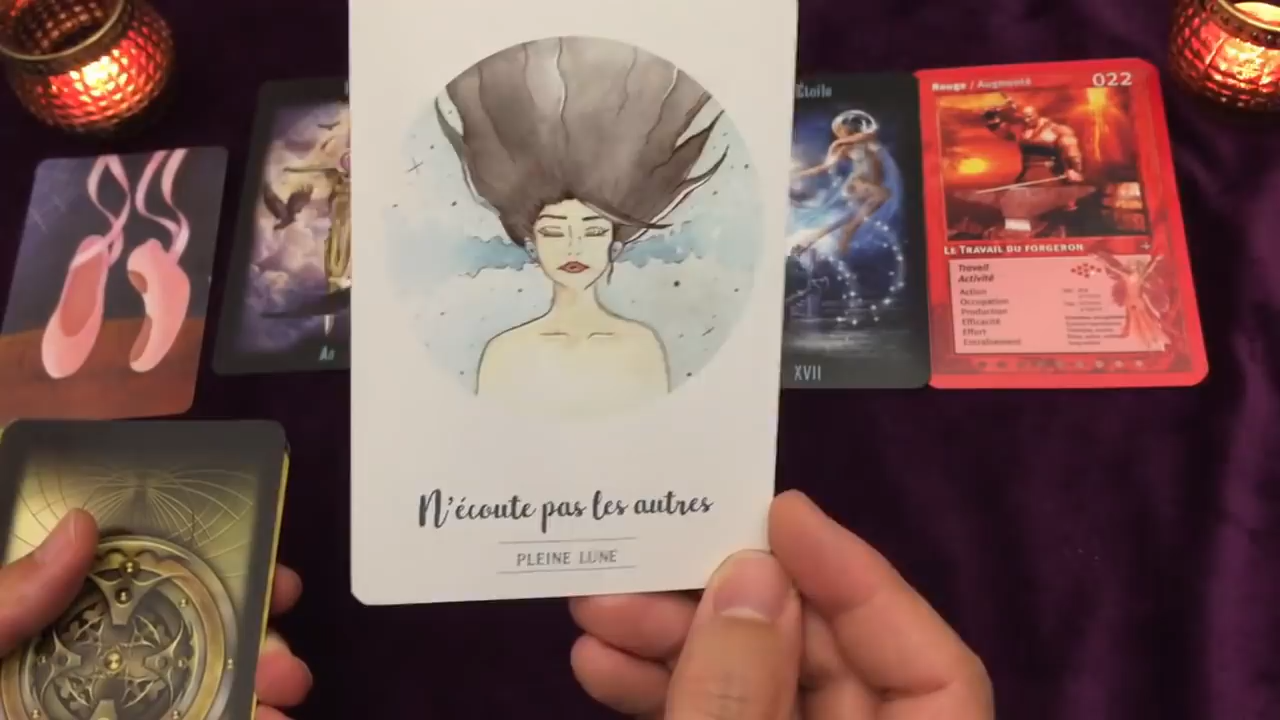 N'écoute pas les autres
PLEINE LUNE
Étoile
XVII
Rouge / Augmenté
022
LE TRAVAIL DU FORGERON
Travail
Activité
Action
Occupation
Production
Efficacité
Effort
Entraînement